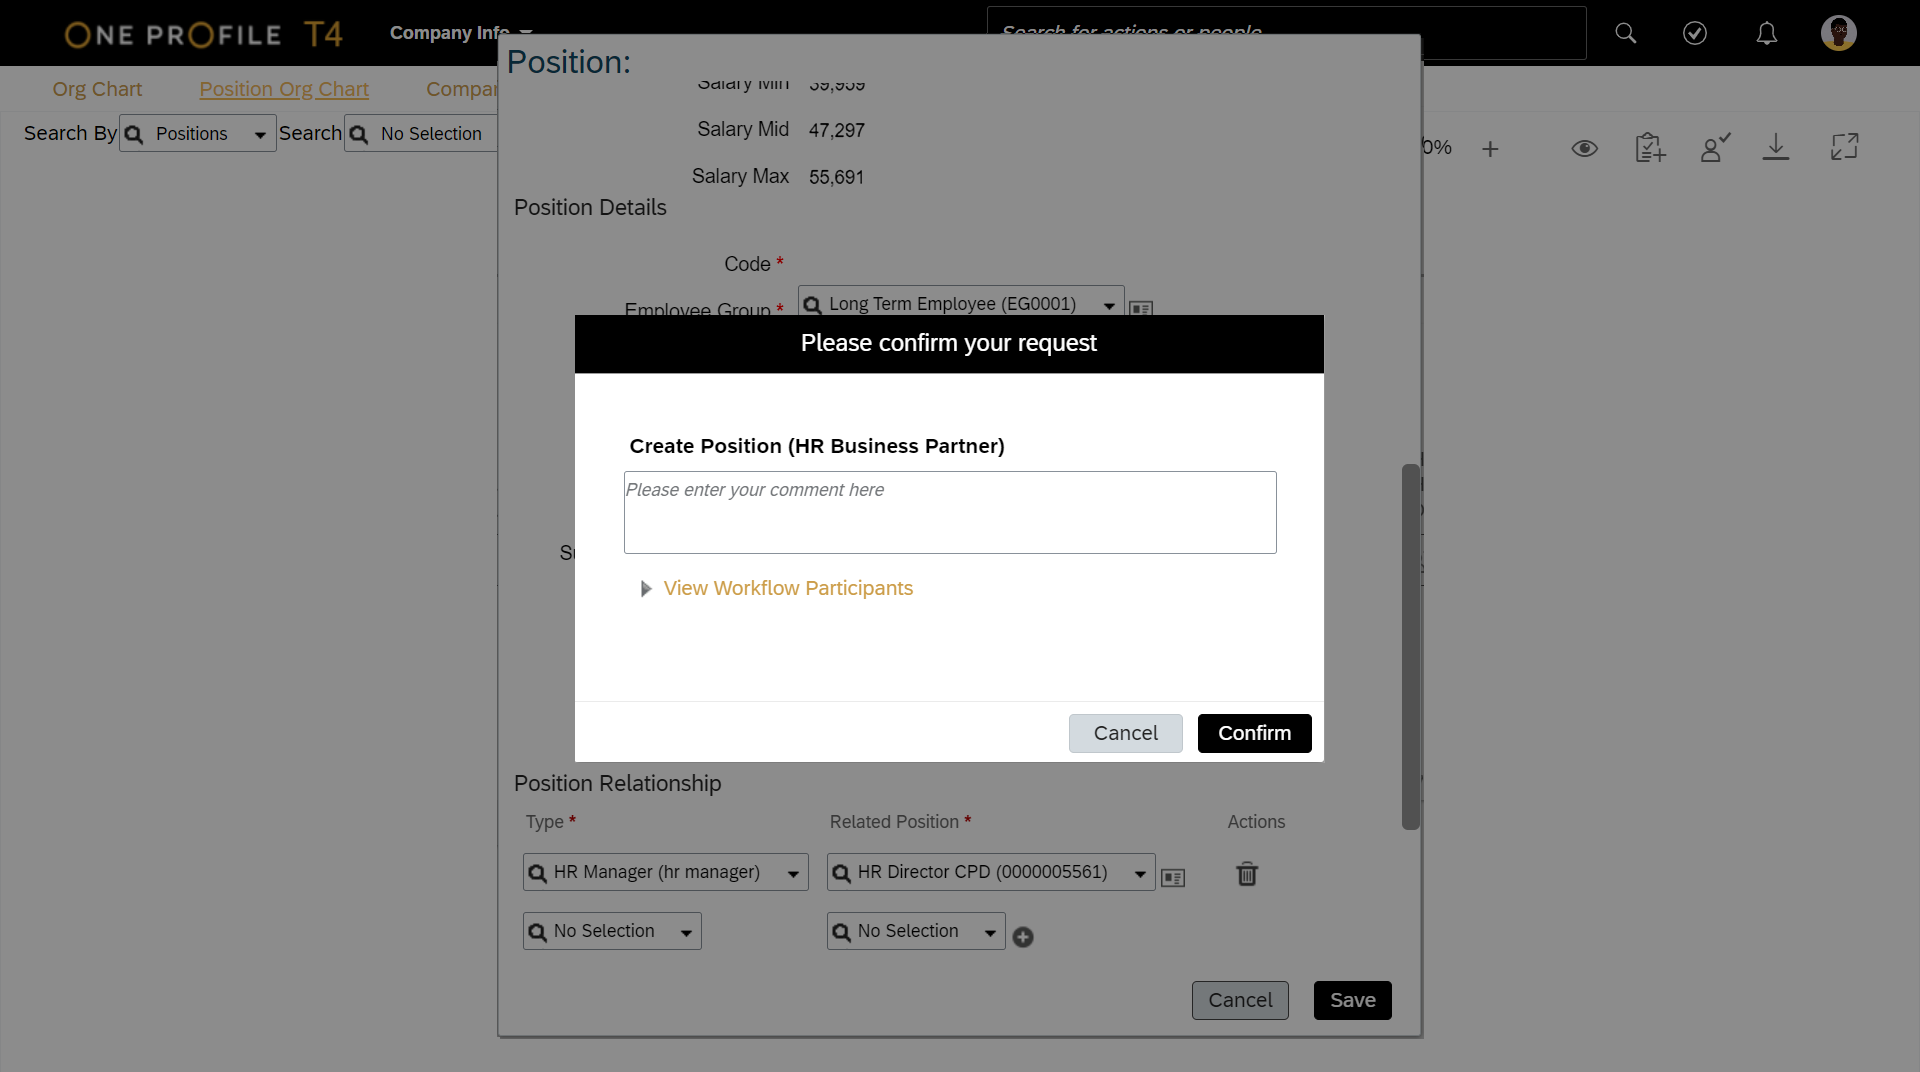 ONE PROFILE T4
Company Info
Search for actions or people
Position:
Org Chart
Position Org Chart
Salary Min 39,959
Search By Positions Search No Selection
Salary Mid 47,297
0%
Salary Max 55,691
Position Details
Code *
Employee Group * Long Term Employee (EG0001)
Please confirm your request
Create Position (HR Business Partner)
Please enter your comment here
View Workflow Participants
Cancel Confirm
Position Relationship
Type * Related Position * Actions
HR Manager (hr manager) HR Director CPD (0000005561)
No Selection No Selection
Cancel Save